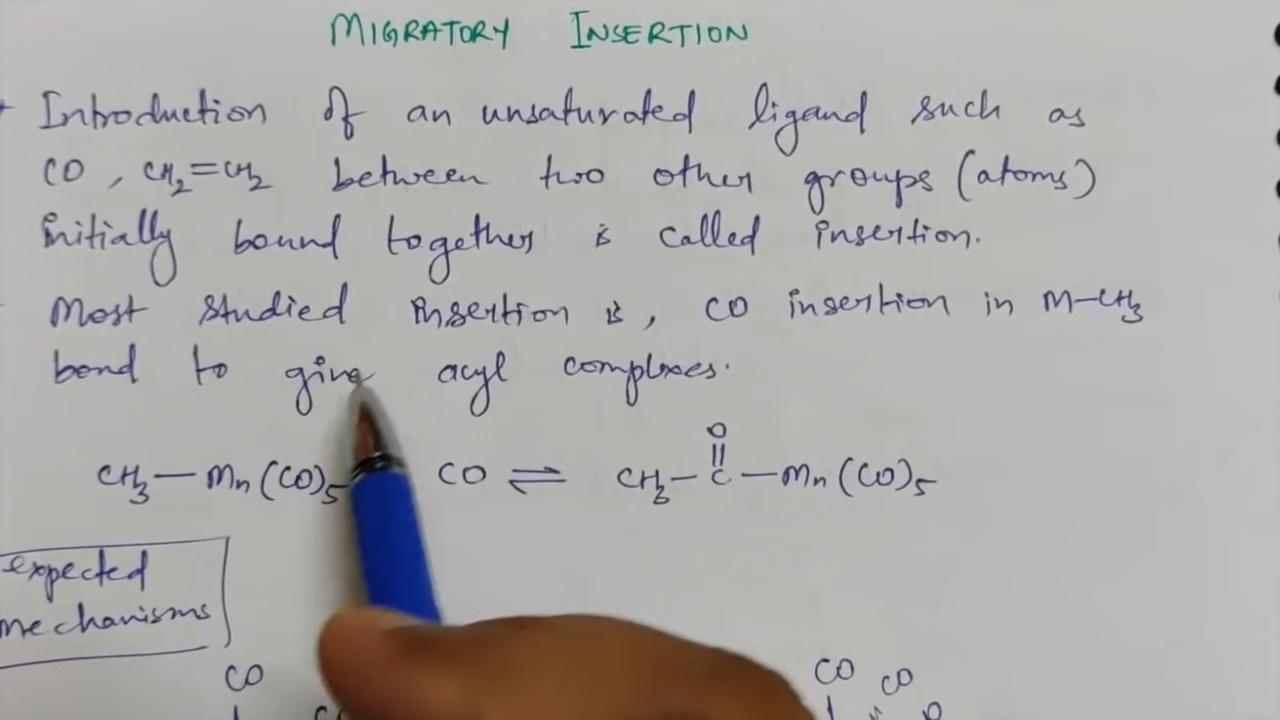 MIGRATORY INSERTION
Introduction of an unsaturated ligand such as
CO, CH₂=CH₂ between two other groups (atoms)
initially bound together is called insertion.
Most studied insertion is, CO insertion in M-CH₃
bond to give acyl complexes.
O
CH₃—Mn(CO)₅ CO ⇌ CH₃—C—Mn(CO)₅
expected
mechanisms
CO CO CO